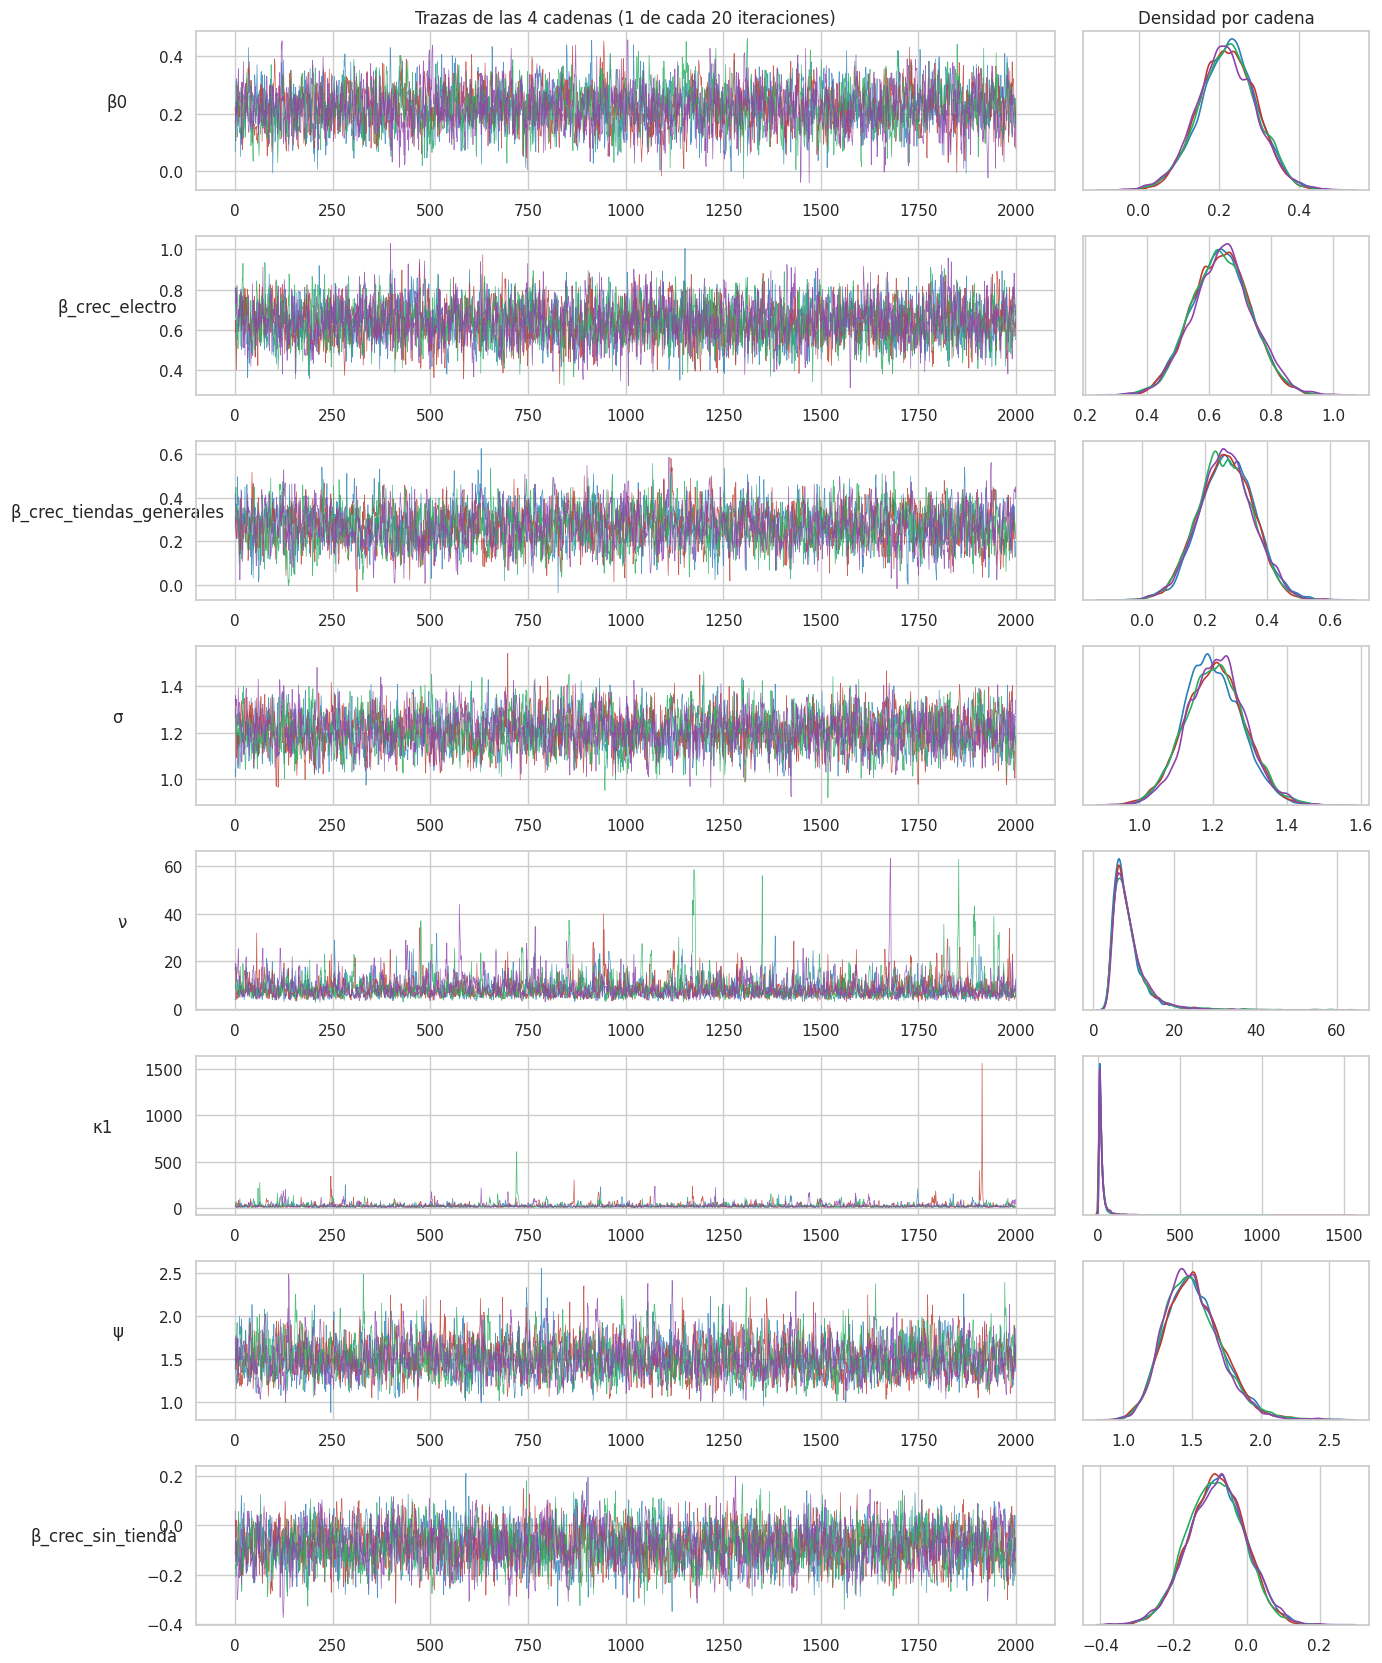 Trazas de las 4 cadenas (1 de cada 20 iteraciones) Densidad por cadena
β0
0.4
0.2
0.0
0 250 500 750 1000 1250 1500 1750 2000 0.0 0.2 0.4
β_crec_electro
1.0
0.8
0.6
0.4
0 250 500 750 1000 1250 1500 1750 2000 0.2 0.4 0.6 0.8 1.0
β_crec_tiendas_generales
0.6
0.4
0.2
0.0
0 250 500 750 1000 1250 1500 1750 2000 0.0 0.2 0.4 0.6
σ
1.4
1.2
1.0
0 250 500 750 1000 1250 1500 1750 2000 1.0 1.2 1.4 1.6
ν
60
40
20
0
0 250 500 750 1000 1250 1500 1750 2000 0 20 40 60
κ1
1500
1000
500
0
0 250 500 750 1000 1250 1500 1750 2000 0 500 1000 1500
ψ
2.5
2.0
1.5
1.0
0 250 500 750 1000 1250 1500 1750 2000 1.0 1.5 2.0 2.5
β_crec_sin_tienda
0.2
0.0
−0.2
−0.4
0 250 500 750 1000 1250 1500 1750 2000 −0.4 −0.2 0.0 0.2